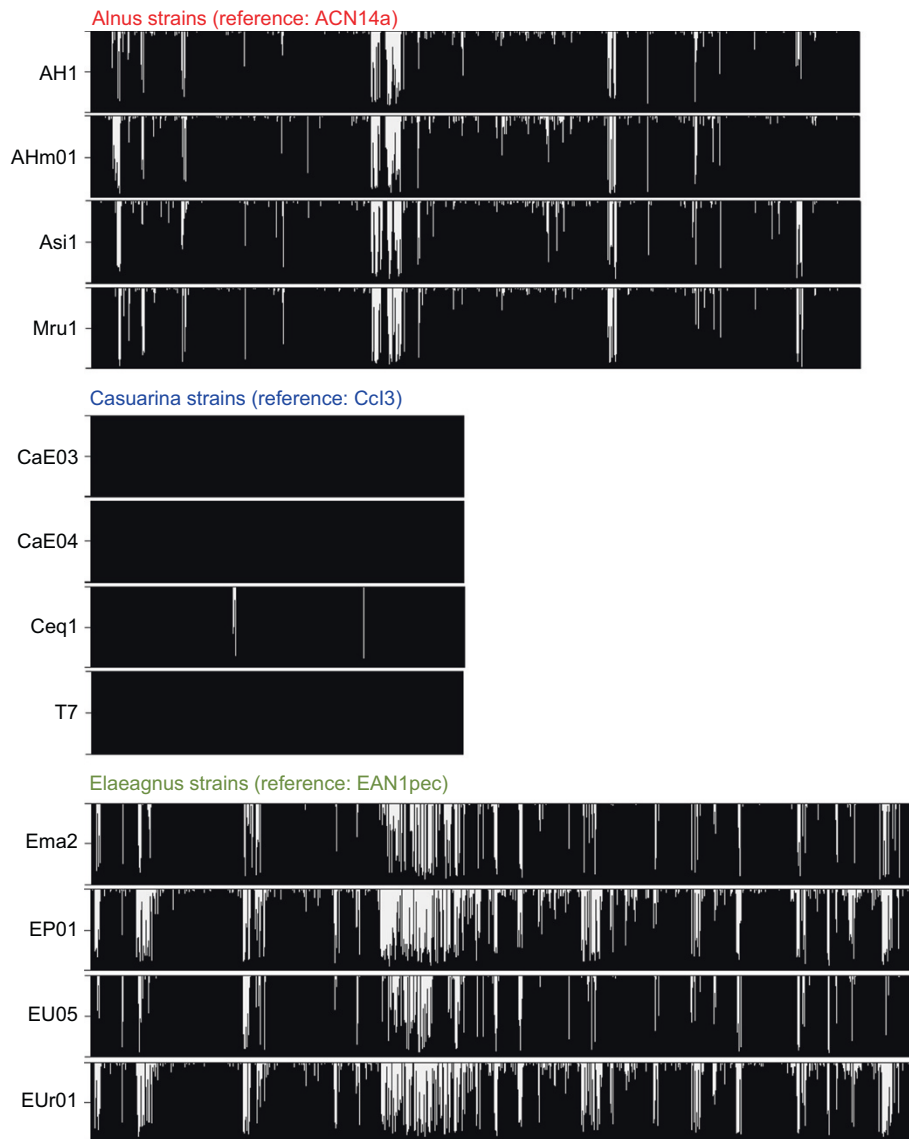 Alnus strains (reference: ACN14a)
AH1
AHm01
Asi1
Mru1
Casuarina strains (reference: CcI3)
CaE03
CaE04
Ceq1
T7
Elaeagnus strains (reference: EAN1pec)
Ema2
EP01
EU05
EUr01